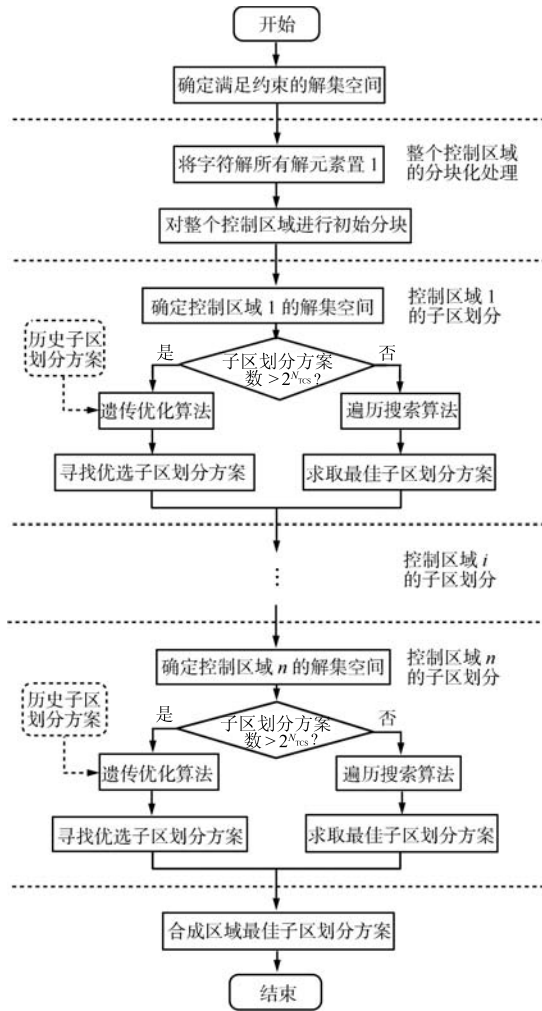 开始
确定满足约束的解集空间
将字符解所有解元素置 1
整个控制区域
的分块化处理
对整个控制区域进行初始分块
确定控制区域 1 的解集空间
控制区域 1
的子区划分
历史子区
划分方案
是
子区划分方案
数 > 2^{N_{TCS}} ?
否
遗传优化算法
遍历搜索算法
寻找优选子区划分方案
求取最佳子区划分方案
控制区域 i
的子区划分
⋮
确定控制区域 n 的解集空间
控制区域 n
的子区划分
历史子区
划分方案
是
子区划分方案
数 > 2^{N_{TCS}} ?
否
遗传优化算法
遍历搜索算法
寻找优选子区划分方案
求取最佳子区划分方案
合成区域最佳子区划分方案
结束